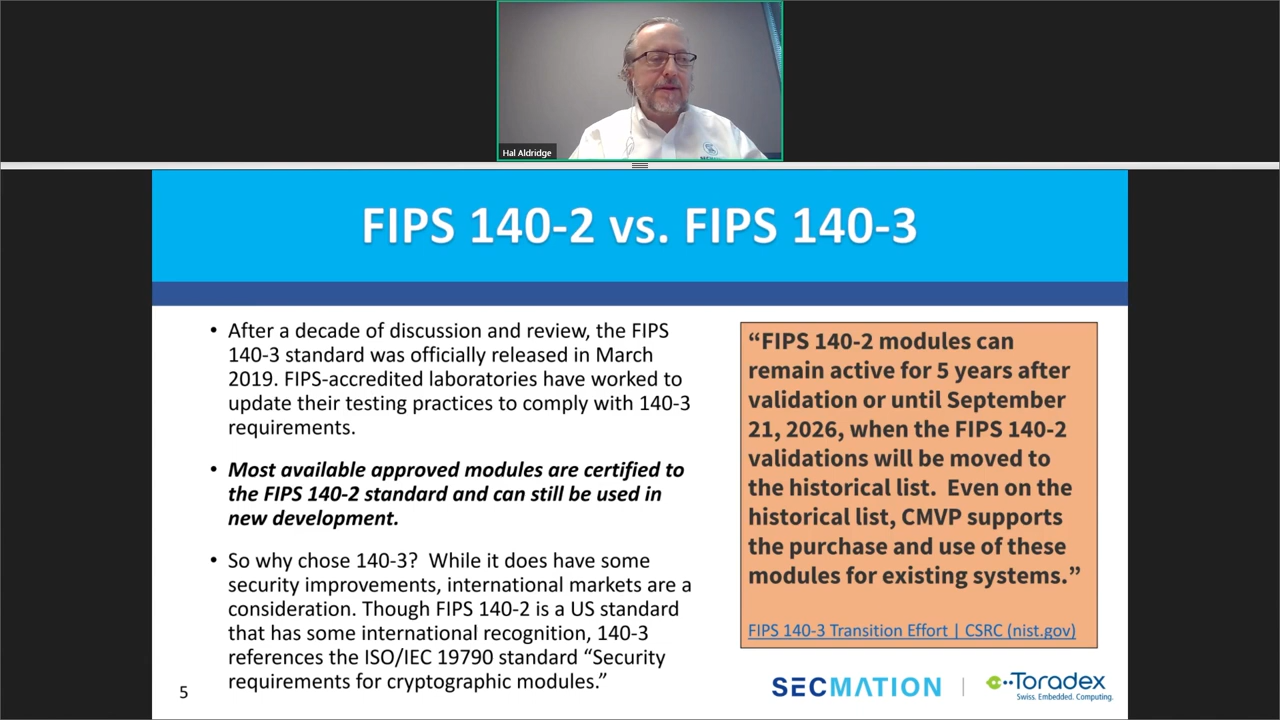 Hal Aldridge
FIPS 140-2 vs. FIPS 140-3
• After a decade of discussion and review, the FIPS
140-3 standard was officially released in March
2019. FIPS-accredited laboratories have worked to
update their testing practices to comply with 140-3
requirements.
• Most available approved modules are certified to
the FIPS 140-2 standard and can still be used in
new development.
• So why chose 140-3?  While it does have some
security improvements, international markets are a
consideration. Though FIPS 140-2 is a US standard
that has some international recognition, 140-3
references the ISO/IEC 19790 standard “Security
requirements for cryptographic modules.”
“FIPS 140-2 modules can
remain active for 5 years after
validation or until September
21, 2026, when the FIPS 140-2
validations will be moved to
the historical list.  Even on the
historical list, CMVP supports
the purchase and use of these
modules for existing systems.”
FIPS 140-3 Transition Effort | CSRC (nist.gov)
5
SECMATION
Toradex
Swiss. Embedded. Computing.